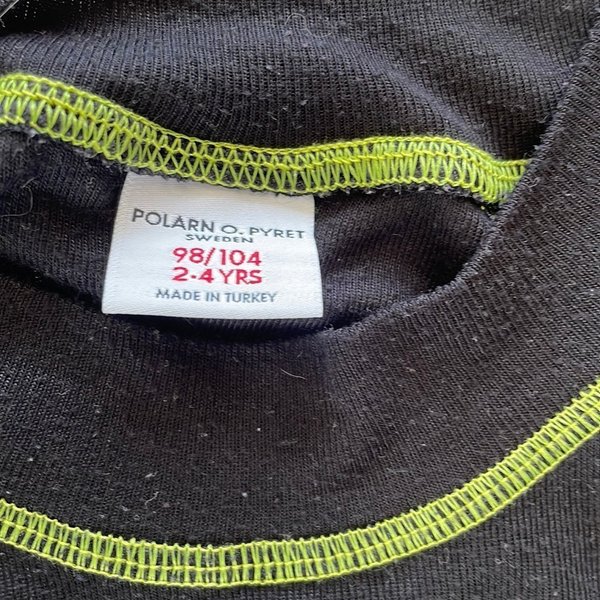 POLARN O. PYRET
SWEDEN
98/104
2-4 YRS
MADE IN TURKEY